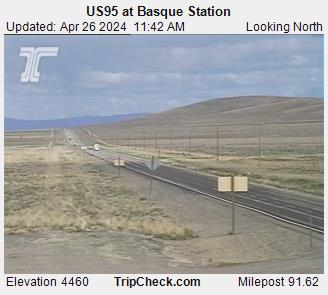 US95 at Basque Station
Updated: Apr 26 2024 11:42 AM Looking North
Elevation 4460 TripCheck.com Milepost 91.62